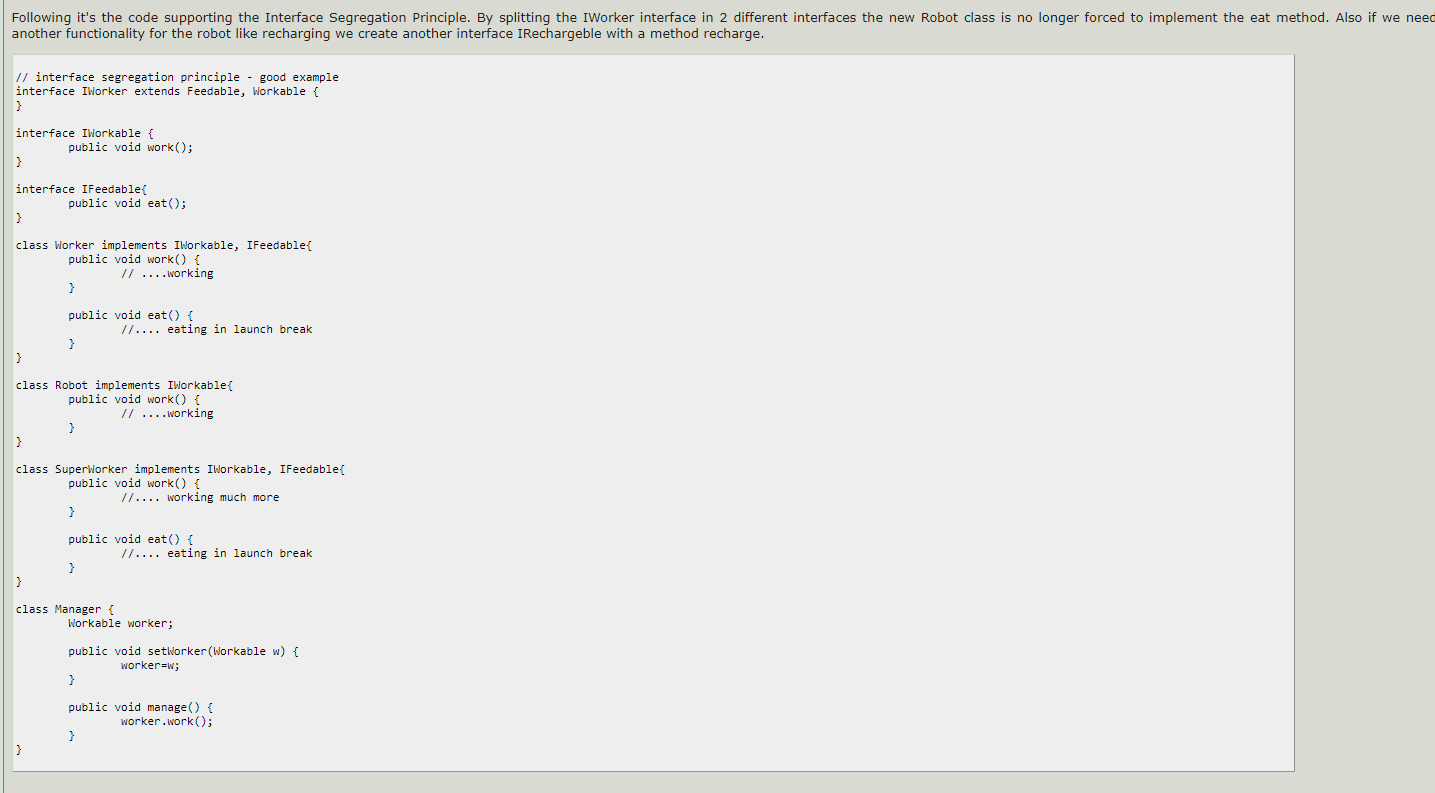 Following it's the code supporting the Interface Segregation Principle. By splitting the IWorker interface in 2 different interfaces the new Robot class is no longer forced to implement the eat method. Also if we need
another functionality for the robot like recharging we create another interface IRechargeble with a method recharge.
// interface segregation principle - good example
interface IWorker extends Feedable, Workable {
}
interface IWorkable {
public void work();
}
interface IFeedable{
public void eat();
}
class Worker implements IWorkable, IFeedable{
public void work() {
// ....working
}
public void eat() {
//.... eating in launch break
}
}
class Robot implements IWorkable{
public void work() {
// ....working
}
}
class SuperWorker implements IWorkable, IFeedable{
public void work() {
//.... working much more
}
public void eat() {
//.... eating in launch break
}
}
class Manager {
Workable worker;
public void setWorker(Workable w) {
worker=w;
}
public void manage() {
worker.work();
}
}